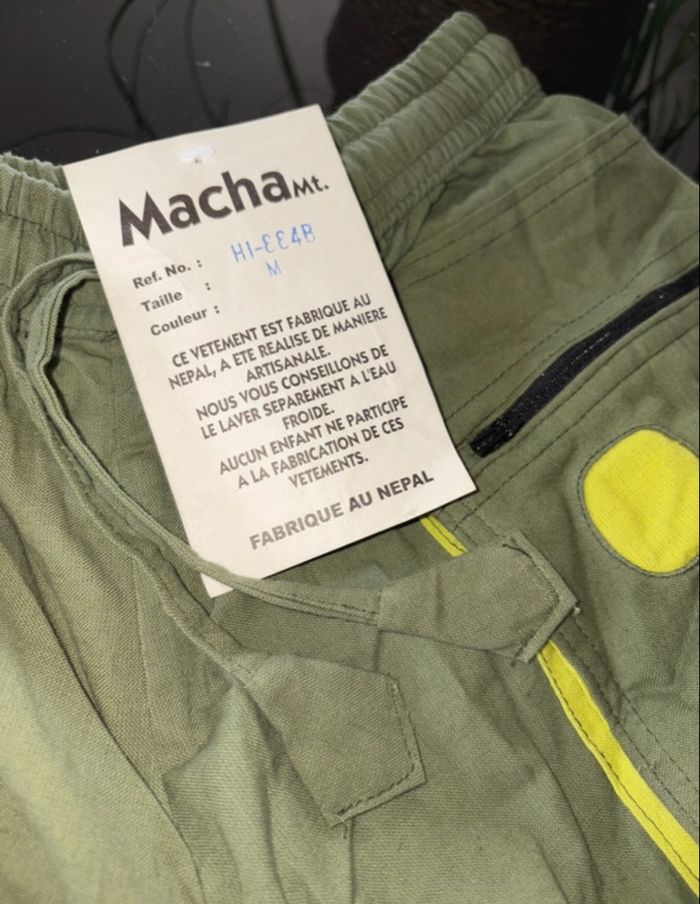 Macha Mt.
Ref. No. : HI-EE4B
Taille : M
Couleur :
CE VETEMENT EST FABRIQUE AU
NEPAL, A ETE REALISE DE MANIERE
ARTISANALE.
NOUS VOUS CONSEILLONS DE
LE LAVER SEPAREMENT A L'EAU
FROIDE.
AUCUN ENFANT NE PARTICIPE
A LA FABRICATION DE CES
VETEMENTS.
FABRIQUE AU NEPAL